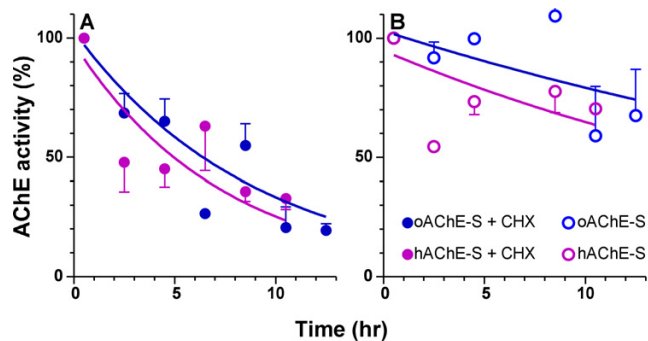 A
B
AChE activity (%)
100
50
0
0
5
10
100
50
0
0
5
10
oAChE-S + CHX
hAChE-S + CHX
oAChE-S
hAChE-S
Time (hr)